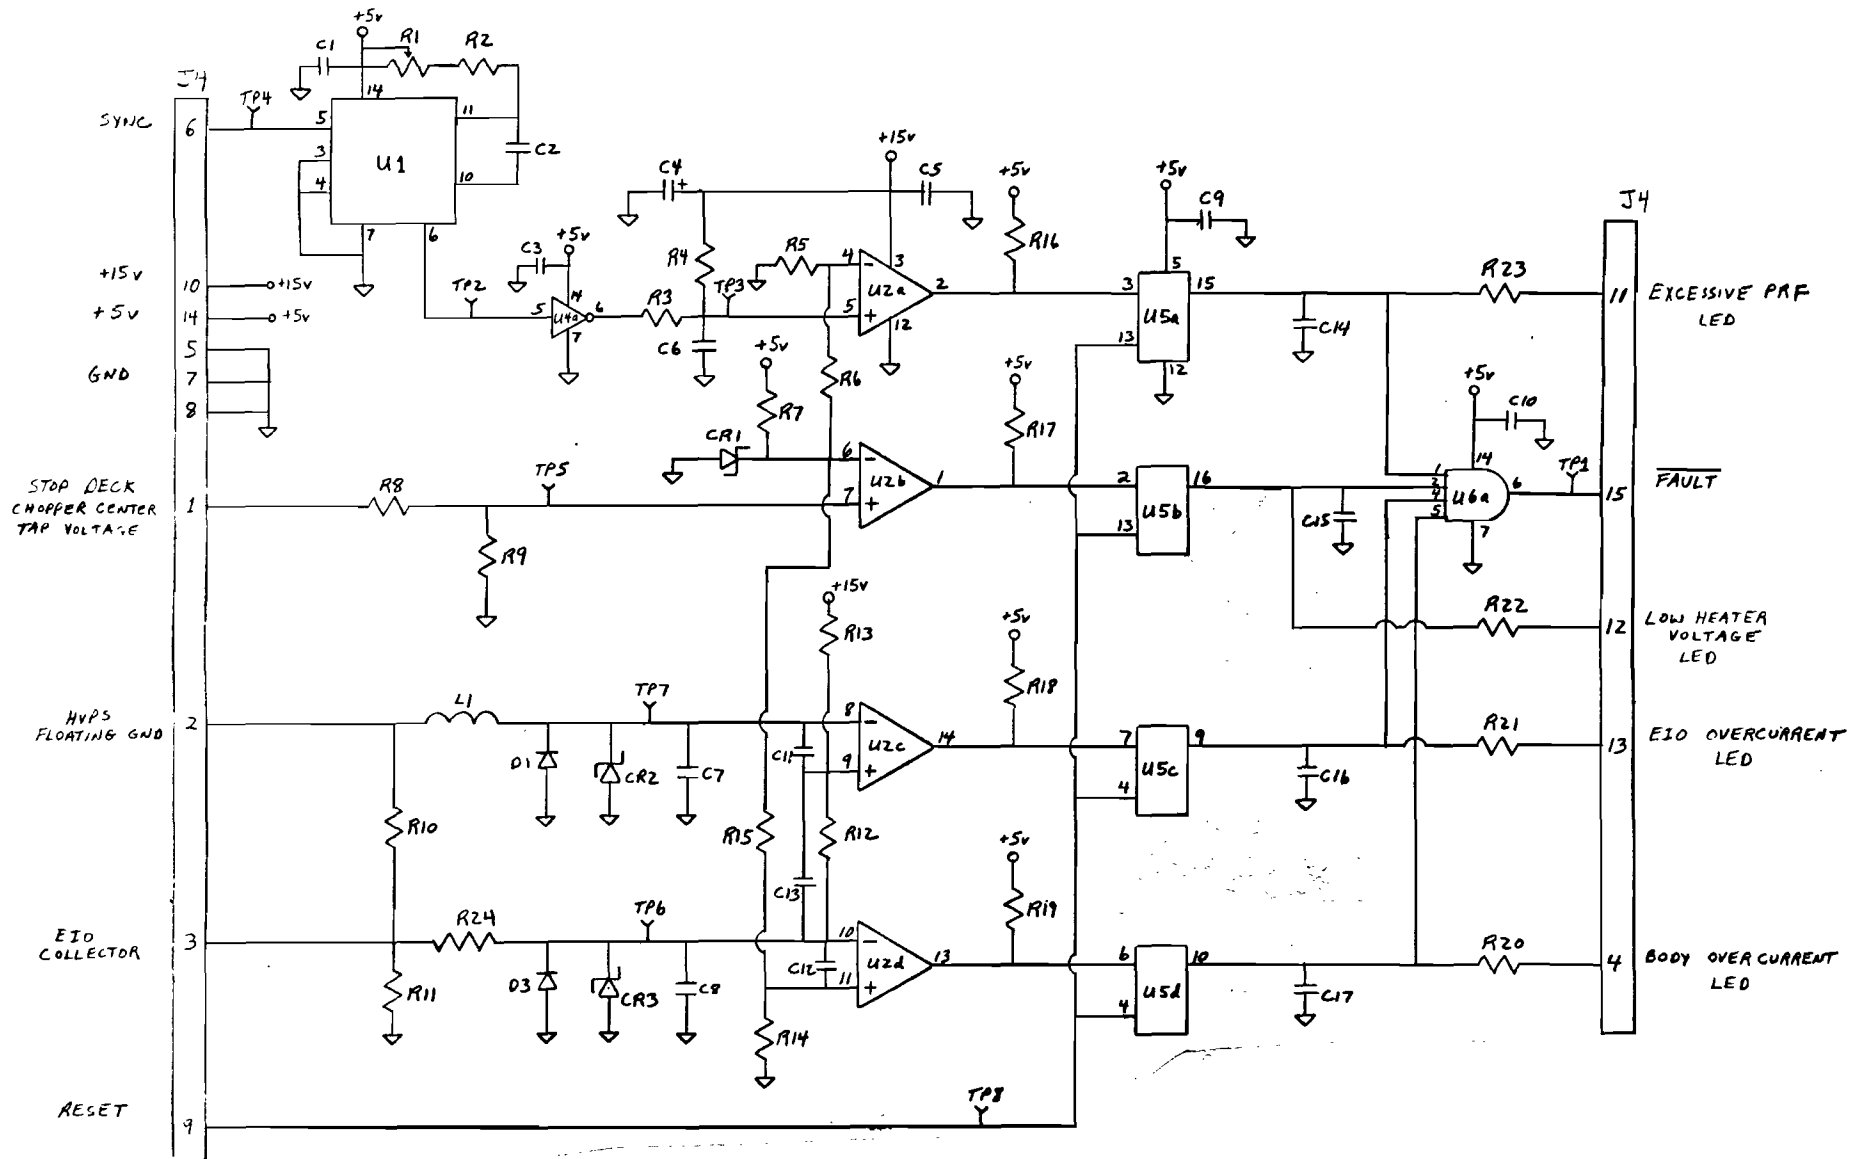 +5v
C1
R1
R2
J4
TP4
14
11
SYNC
6
5
3
4
U1
C2
10
7
6
+15v
10
+15v
+5v
14
+5v
5
GND
7
8
TP2
C3
+5v
14
5
U4a
6
7
R3
C4
+
R4
TP3
C6
+15v
C5
R5
4
-
3
U2a
2
5
+
12
R6
+5v
R16
+5v
C9
5
3
U5a
15
13
12
C14
R23
J4
11
EXCESSIVE PRF
LED
+5v
R7
CR1
6
-
U2b
1
7
+
+5v
R17
2
U5b
16
13
C15
+5v
C10
14
1
2
4
5
U6a
6
7
TP1
15
FAULT
STOP DECK
CHOPPER CENTER
TAP VOLTAGE
1
R8
TP5
R9
R22
12
LOW HEATER
VOLTAGE
LED
+15v
R13
HVPS
FLOATING GND
2
L1
TP7
D1
CR2
C7
C11
8
-
U2c
14
9
+
+5v
R18
7
U5c
9
4
C16
R21
13
EIO OVERCURRENT
LED
R10
R15
R12
C13
EIO
COLLECTOR
3
R24
TP6
R11
D3
CR3
C8
C12
10
-
U2d
13
11
+
R14
+5v
R19
6
U5d
10
4
C17
R20
4
BODY OVERCURRENT
LED
RESET
9
TP8